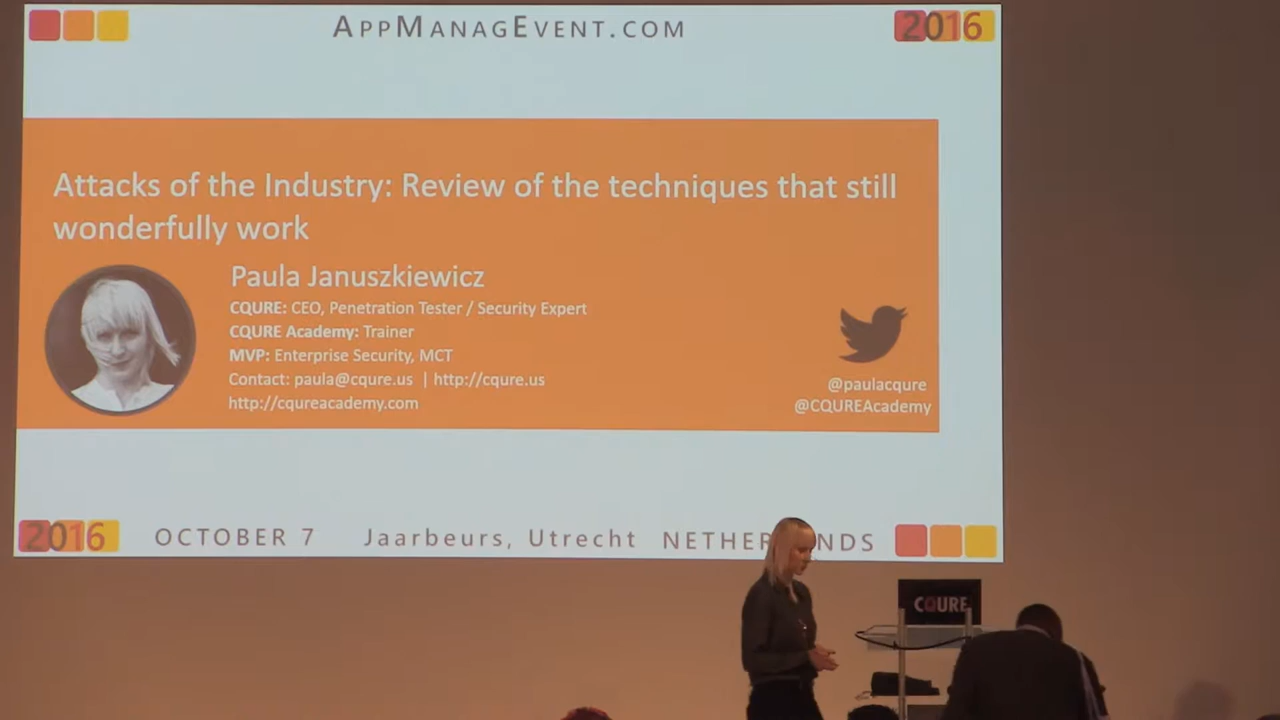 APPMANAGEVENT.COM
2016
Attacks of the Industry: Review of the techniques that still
wonderfully work
Paula Januszkiewicz
CQURE: CEO, Penetration Tester / Security Expert
CQURE Academy: Trainer
MVP: Enterprise Security, MCT
Contact: paula@cqure.us | http://cqure.us
http://cqureacademy.com
@paulacqure
@CQUREAcademy
2016
OCTOBER 7 Jaarbeurs, Utrecht
CQURE